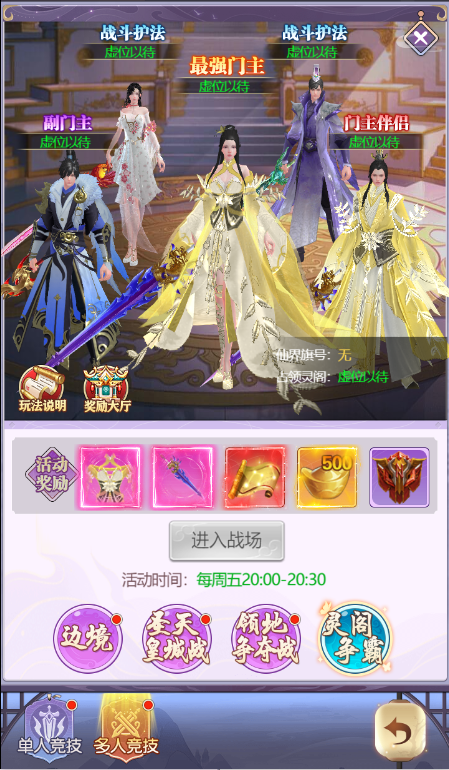 战斗护法
虚位以待
战斗护法
虚位以待
最强门主
虚位以待
副门主
虚位以待
门主伴侣
虚位以待
仙界旗号：无
占领灵阁：虚位以待
玩法说明
奖励大厅
活动
奖励
500
进入战场
活动时间：每周五20:00-20:30
边境
圣天
皇城战
领地
争夺战
灵阁
争霸
单人竞技
多人竞技